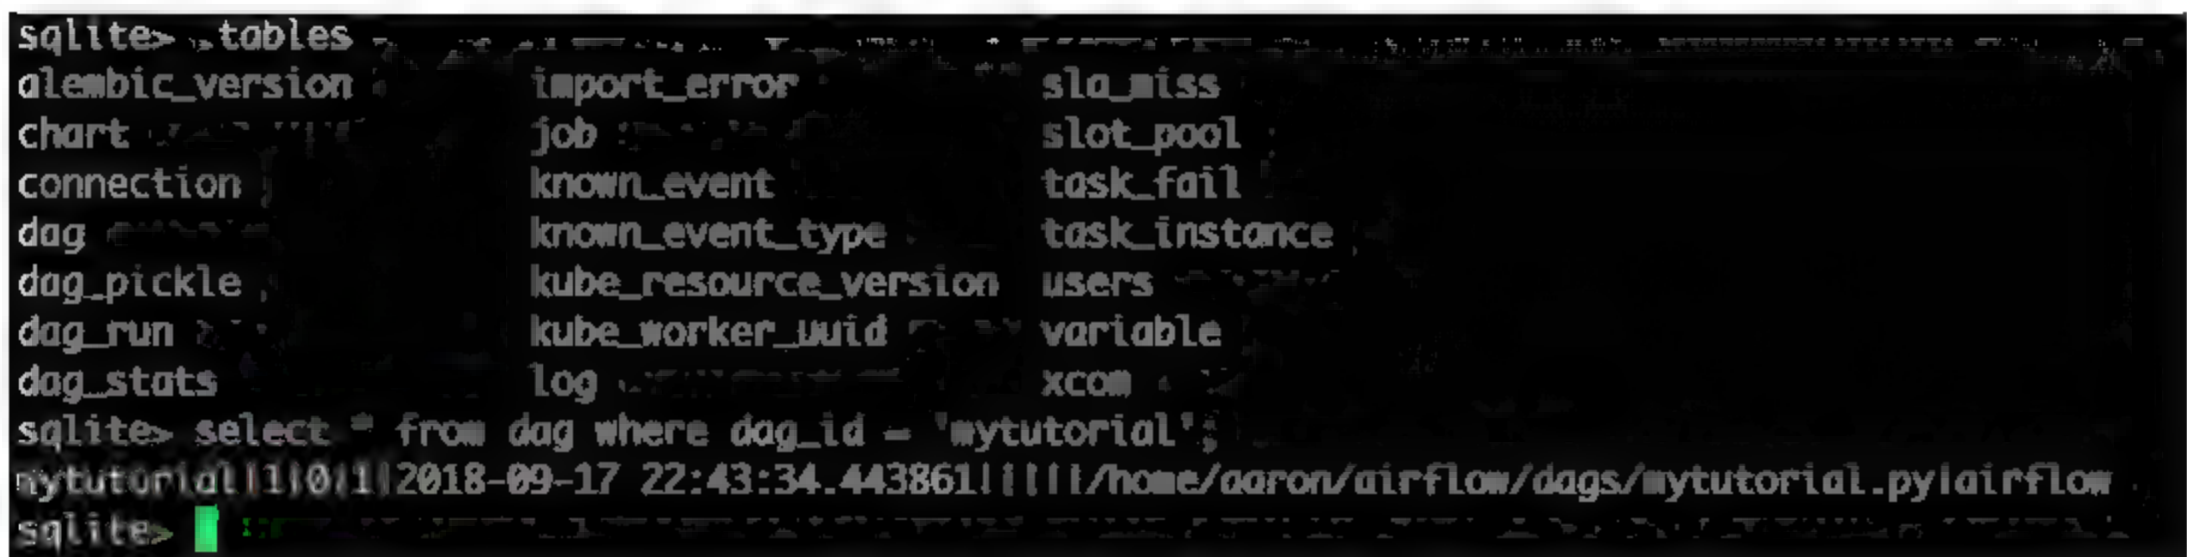 sqlite> .tables
alembic_version import_error sla_miss
chart job slot_pool
connection known_event task_fail
dag known_event_type task_instance
dag_pickle kube_resource_version users
dag_run kube_worker_uuid variable
dag_stats log xcom
sqlite> select * from dag where dag_id = 'mytutorial';
mytutorial|1|0|1|2018-09-17 22:43:34.443861||||||/home/aaron/airflow/dags/mytutorial.py|airflow
sqlite>